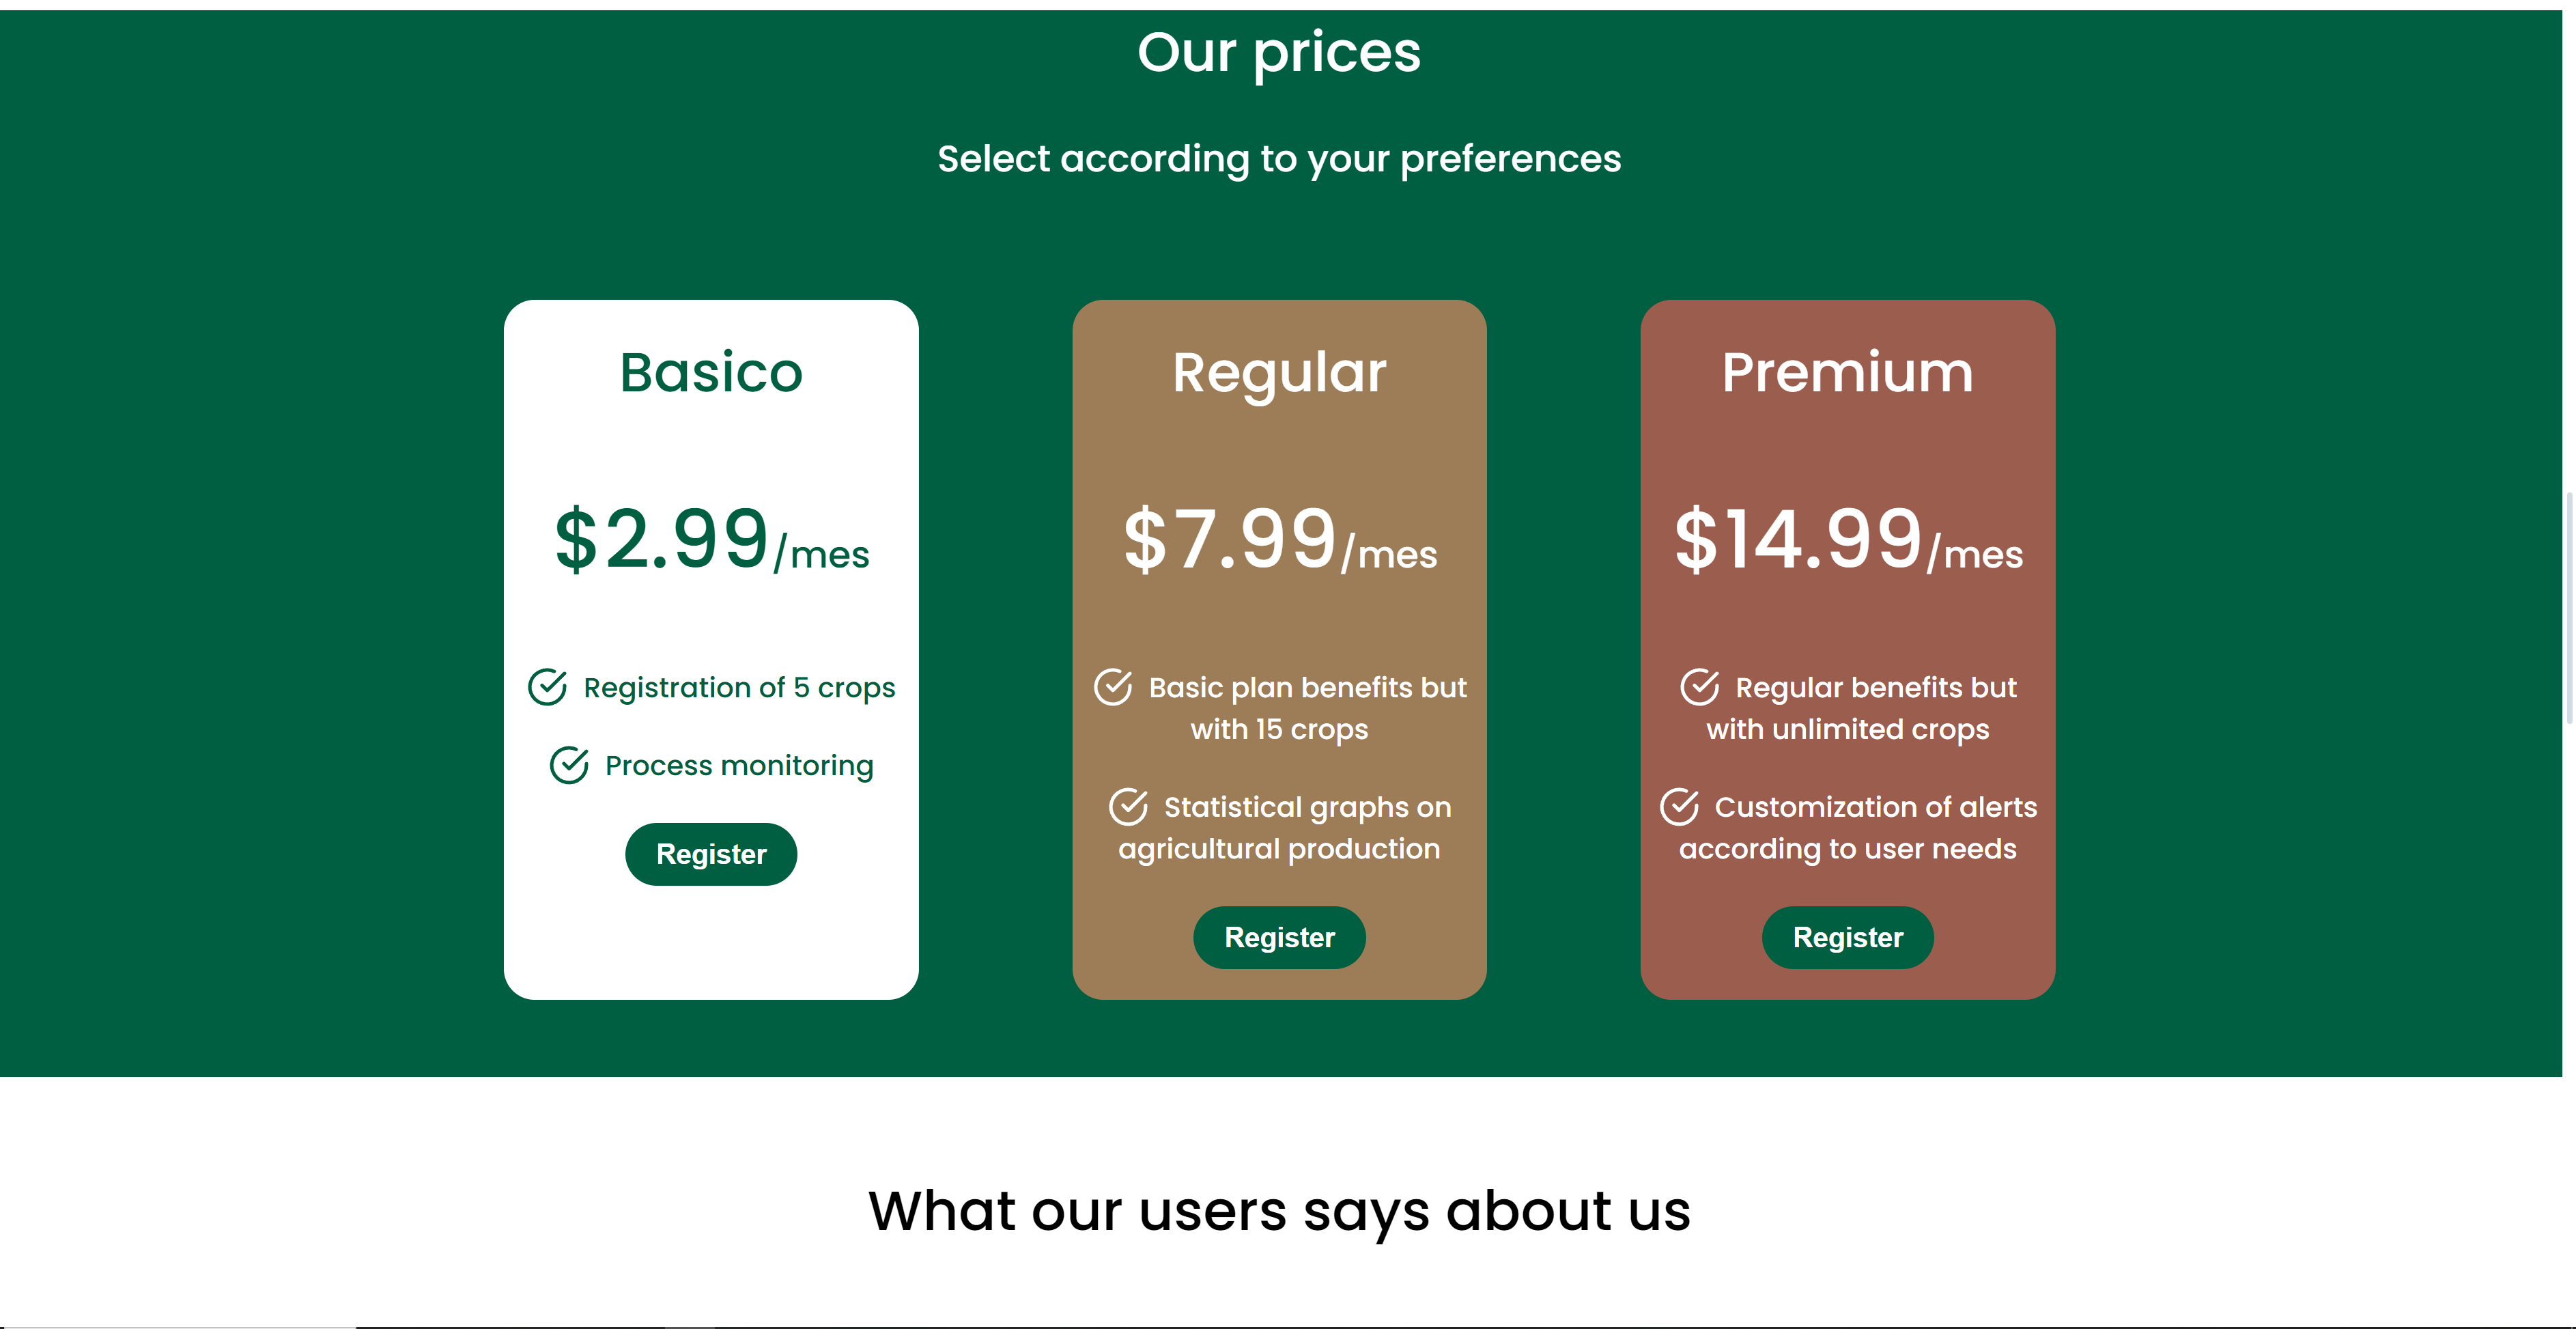 Our prices
Select according to your preferences
Basico
$2.99/mes
Registration of 5 crops
Process monitoring
Register
Regular
$7.99/mes
Basic plan benefits but
with 15 crops
Statistical graphs on
agricultural production
Register
Premium
$14.99/mes
Regular benefits but
with unlimited crops
Customization of alerts
according to user needs
Register
What our users says about us